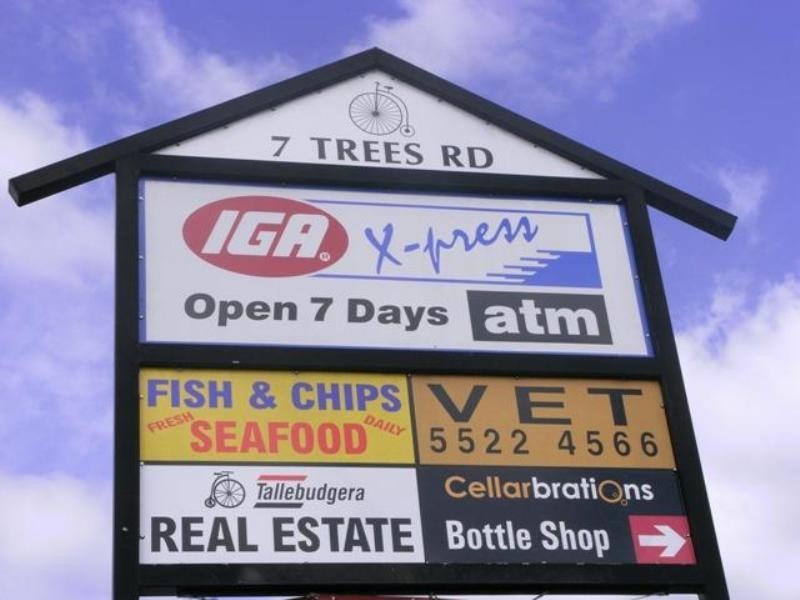 7 TREES RD
IGA X-press
Open 7 Days atm
FISH & CHIPS
FRESH SEAFOOD DAILY
VET
5522 4566
Tallebudgera
REAL ESTATE
Cellarbrations
Bottle Shop